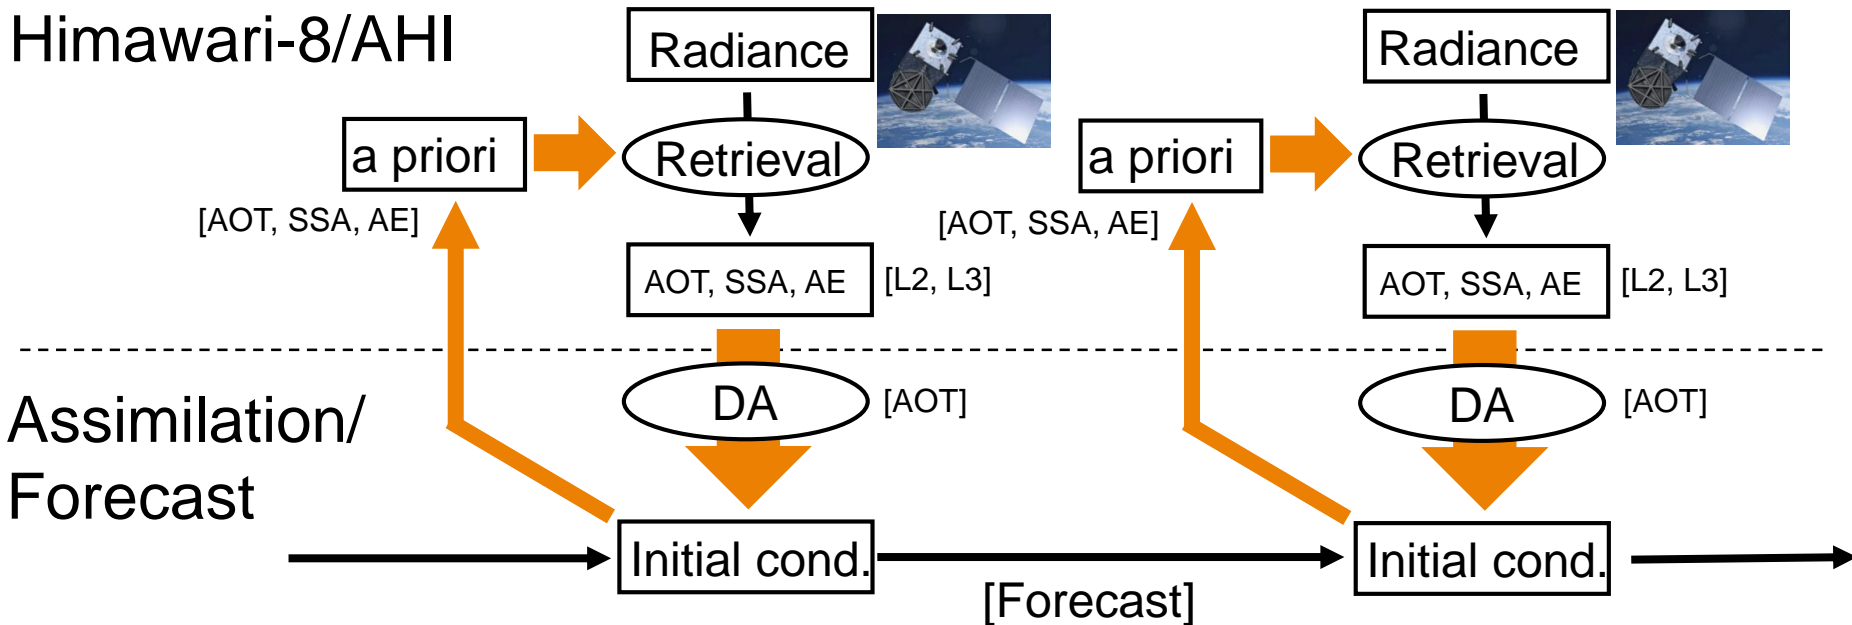 Himawari-8/AHI
Radiance
Radiance
a priori
Retrieval
a priori
Retrieval
[AOT, SSA, AE]
[AOT, SSA, AE]
AOT, SSA, AE
[L2, L3]
AOT, SSA, AE
[L2, L3]
Assimilation/
Forecast
DA
[AOT]
DA
[AOT]
Initial cond.
[Forecast]
Initial cond.